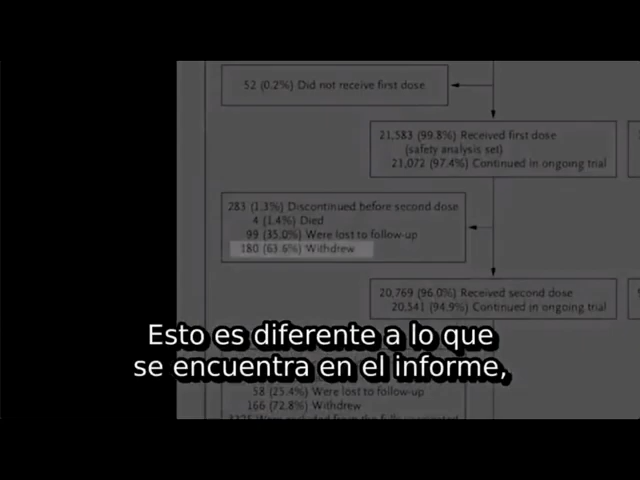 52 (0.2%) Did not receive first dose
21,583 (99.8%) Received first dose
(safety analysis set)
21,072 (97.4%) Continued in ongoing trial
283 (1.3%) Discontinued before second dose
4 (1.4%) Died
99 (35.0%) Were lost to follow-up
180 (63.6%) Withdrew
20,769 (96.0%) Received second dose
20,541 (94.9%) Continued in ongoing trial
Esto es diferente a lo que
se encuentra en el informe,
58 (25.4%) Were lost to follow-up
166 (72.8%) Withdrew